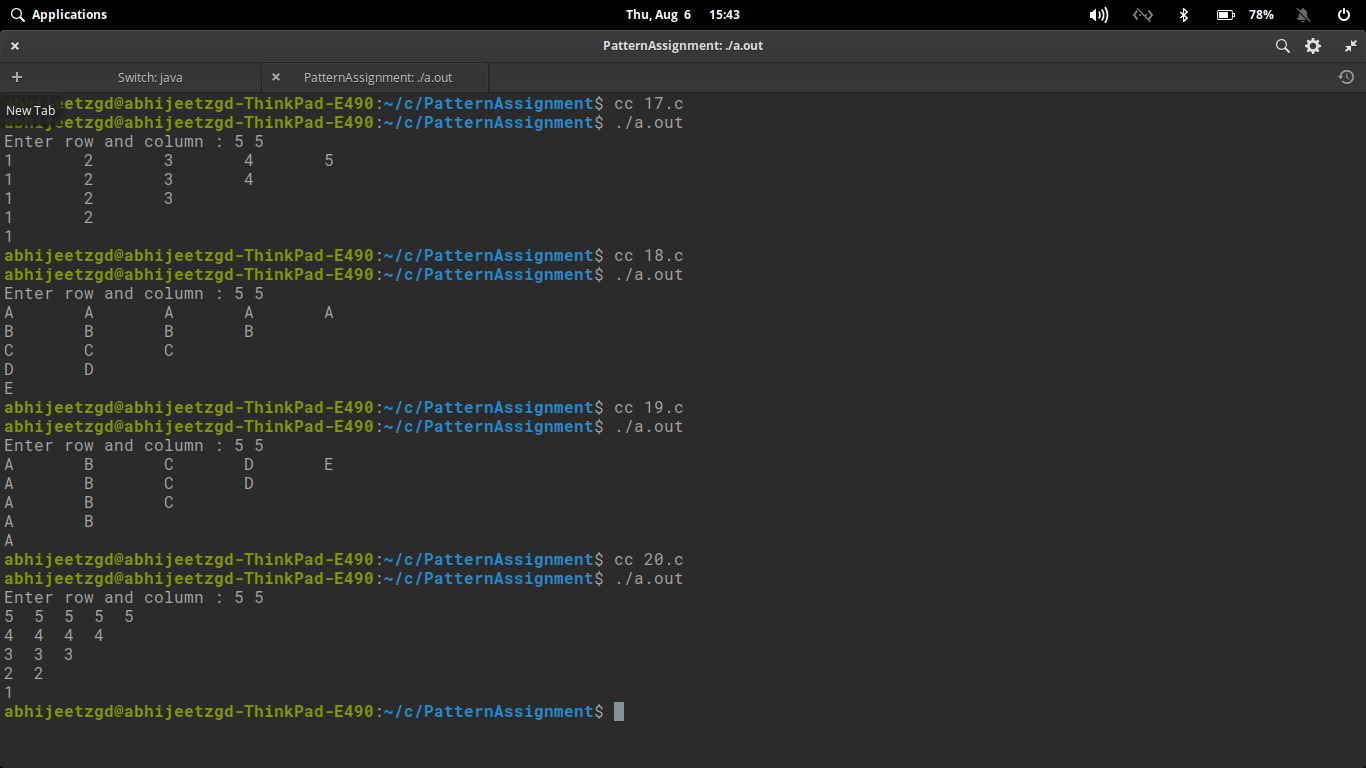 Applications Thu, Aug 6 15:43 78%
PatternAssignment: ./a.out
Switch: java PatternAssignment: ./a.out
New Tab
etzgd@abhijeetzgd-ThinkPad-E490:~/c/PatternAssignment$ cc 17.c
etzgd@abhijeetzgd-ThinkPad-E490:~/c/PatternAssignment$ ./a.out
Enter row and column : 5 5
1 2 3 4 5
1 2 3 4
1 2 3
1 2
1
abhijeetzgd@abhijeetzgd-ThinkPad-E490:~/c/PatternAssignment$ cc 18.c
abhijeetzgd@abhijeetzgd-ThinkPad-E490:~/c/PatternAssignment$ ./a.out
Enter row and column : 5 5
A A A A A
B B B B
C C C
D D
E
abhijeetzgd@abhijeetzgd-ThinkPad-E490:~/c/PatternAssignment$ cc 19.c
abhijeetzgd@abhijeetzgd-ThinkPad-E490:~/c/PatternAssignment$ ./a.out
Enter row and column : 5 5
A B C D E
A B C D
A B C
A B
A
abhijeetzgd@abhijeetzgd-ThinkPad-E490:~/c/PatternAssignment$ cc 20.c
abhijeetzgd@abhijeetzgd-ThinkPad-E490:~/c/PatternAssignment$ ./a.out
Enter row and column : 5 5
5 5 5 5 5
4 4 4 4
3 3 3
2 2
1
abhijeetzgd@abhijeetzgd-ThinkPad-E490:~/c/PatternAssignment$